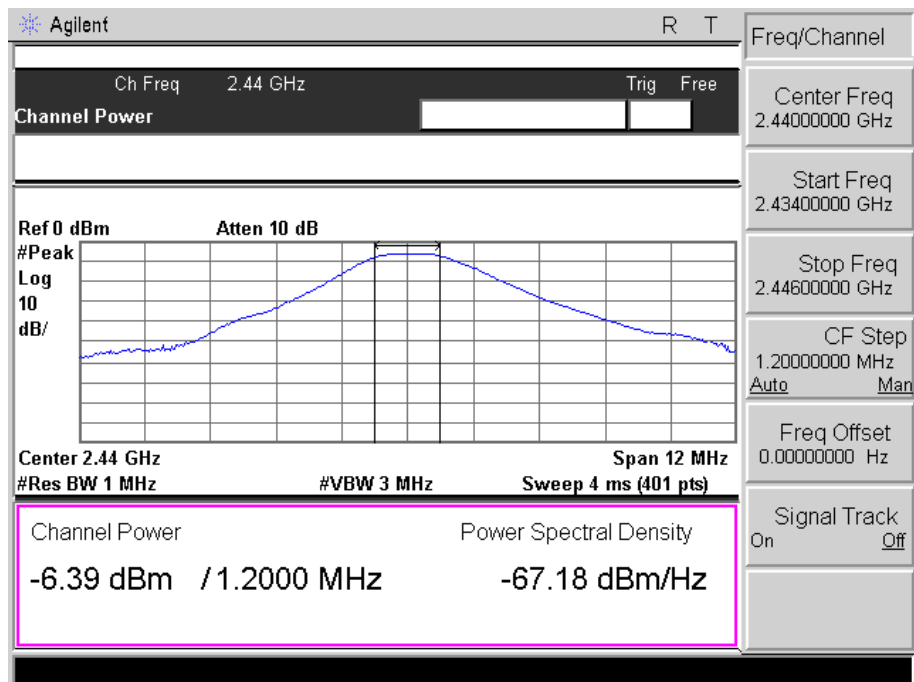 Agilent R T
Ch Freq 2.44 GHz Trig Free
Channel Power
Ref 0 dBm Atten 10 dB
#Peak
Log
10
dB/
Center 2.44 GHz Span 12 MHz
#Res BW 1 MHz #VBW 3 MHz Sweep 4 ms (401 pts)
Channel Power Power Spectral Density
-6.39 dBm /1.2000 MHz -67.18 dBm/Hz
Freq/Channel
Center Freq
2.44000000 GHz
Start Freq
2.43400000 GHz
Stop Freq
2.44600000 GHz
CF Step
1.20000000 MHz
Auto Man
Freq Offset
0.00000000 Hz
Signal Track
On Off